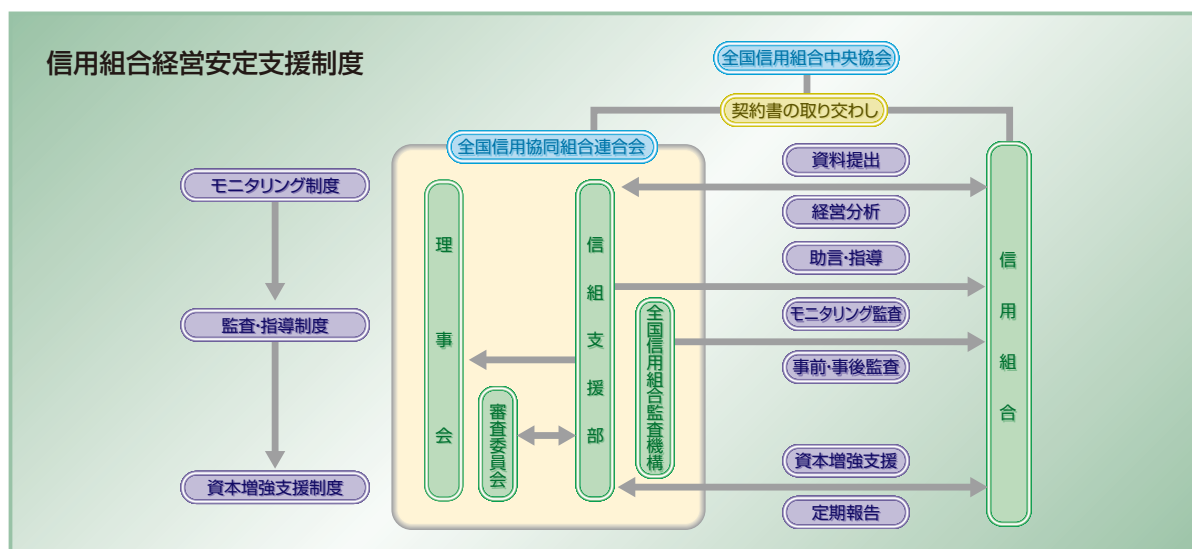 信用組合経営安定支援制度
全国信用組合中央協会
契約書の取り交わし
全国信用協同組合連合会
モニタリング制度
監査・指導制度
資本増強支援制度
理事会
審査委員会
信組支援部
全国信用組合監査機構
資料提出
経営分析
助言・指導
モニタリング監査
事前・事後監査
資本増強支援
定期報告
信用組合